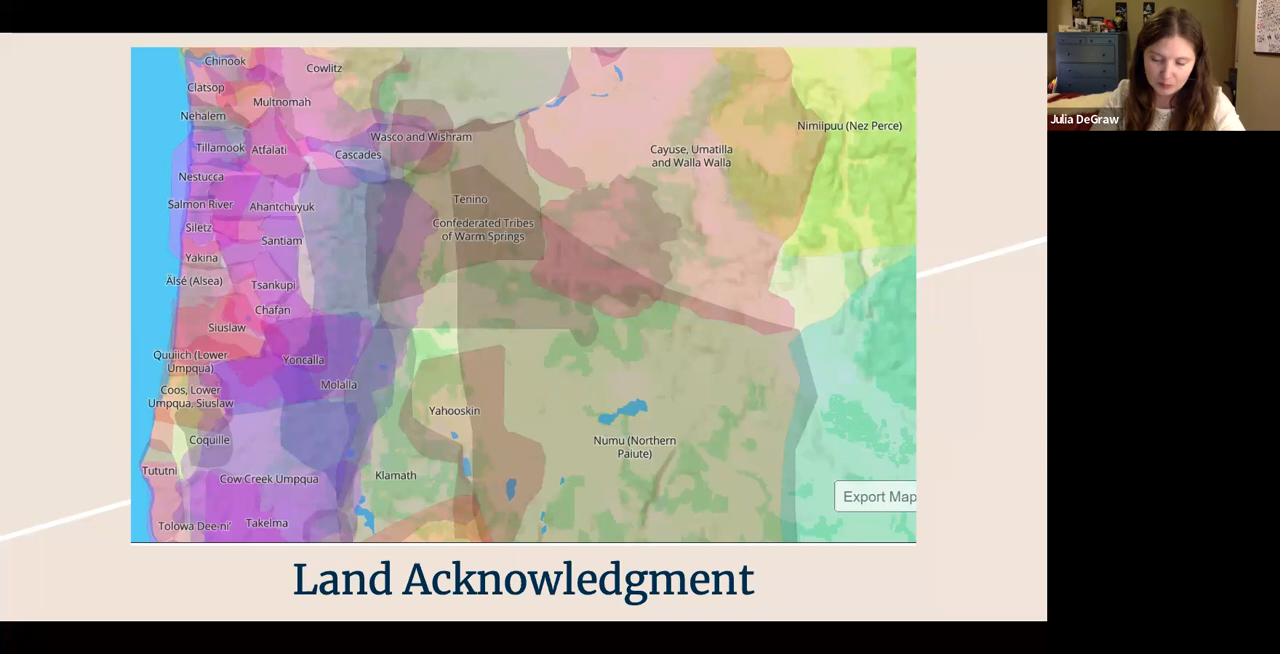 Chinook
Cowlitz
Clatsop
Multnomah
Nehalem
Wasco and Wishram
Nimiipuu (Nez Perce)
Tillamook
Atfalati
Cascades
Cayuse, Umatilla
and Walla Walla
Nestucca
Tenino
Salmon River
Ahantchuyuk
Siletz
Confederated Tribes
of Warm Springs
Santiam
Yakina
Älsé (Alsea)
Tsankupi
Chafan
Siuslaw
Quuiich (Lower
Umpqua)
Yoncalla
Molalla
Coos, Lower
Umpqua, Siuslaw
Yahooskin
Coquille
Numu (Northern
Paiute)
Tututni
Cow Creek Umpqua
Klamath
Export Map
Tolowa Dee-ni'
Takelma
Land Acknowledgment
Julia DeGraw